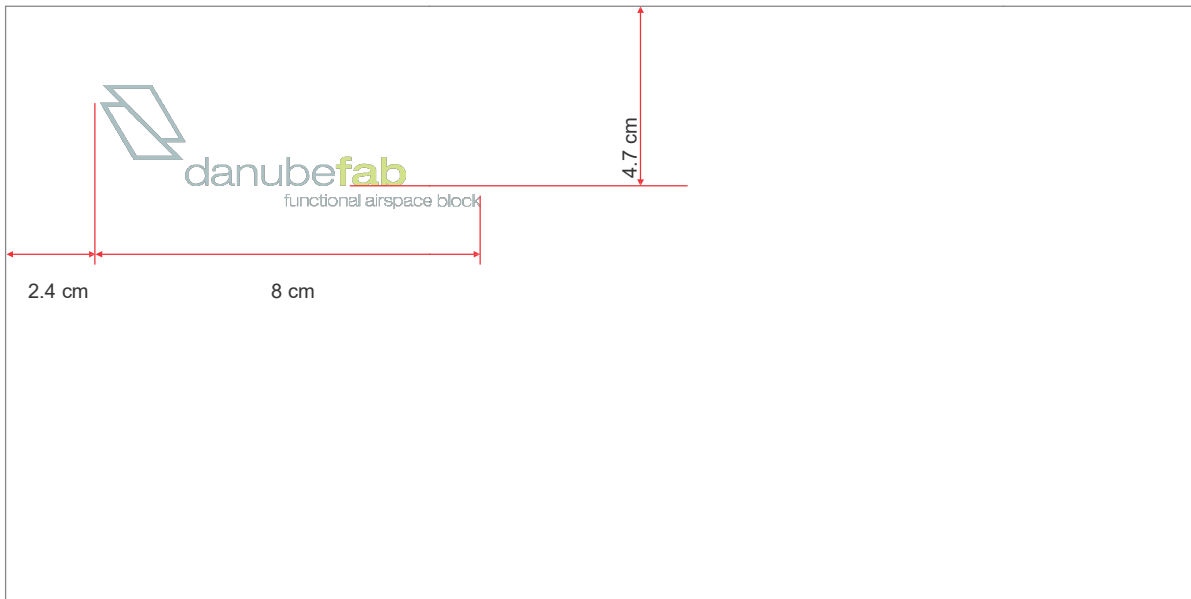 4.7 cm
danubefab
functional airspace block
2.4 cm
8 cm